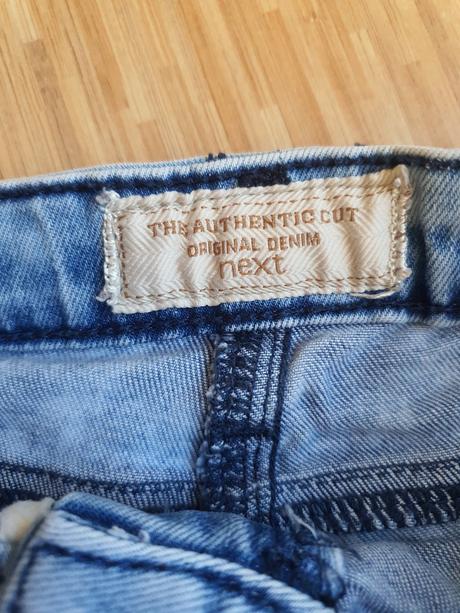 THE AUTHENTIC CUT
ORIGINAL DENIM
next